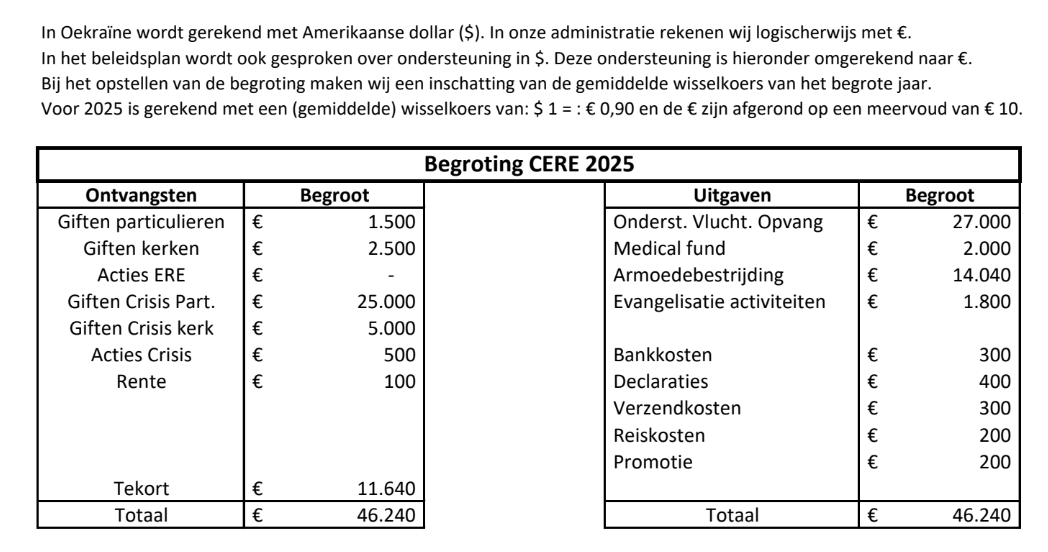 In Oekraïne wordt gerekend met Amerikaanse dollar ($). In onze administratie rekenen wij logischerwijs met €.
In het beleidsplan wordt ook gesproken over ondersteuning in $. Deze ondersteuning is hieronder omgerekend naar €.
Bij het opstellen van de begroting maken wij een inschatting van de gemiddelde wisselkoers van het begrote jaar.
Voor 2025 is gerekend met een (gemiddelde) wisselkoers van: $ 1 = : € 0,90 en de € zijn afgerond op een meervoud van € 10.
Begroting CERE 2025
Ontvangsten Begroot Uitgaven Begroot
Giften particulieren € 1.500 Onderst. Vlucht. Opvang € 27.000
Giften kerken € 2.500 Medical fund € 2.000
Acties ERE € - Armoedebestrijding € 14.040
Giften Crisis Part. € 25.000 Evangelisatie activiteiten € 1.800
Giften Crisis kerk € 5.000
Acties Crisis € 500 Bankkosten € 300
Rente € 100 Declaraties € 400
Verzendkosten € 300
Reiskosten € 200
Promotie € 200
Tekort € 11.640
Totaal € 46.240 Totaal € 46.240